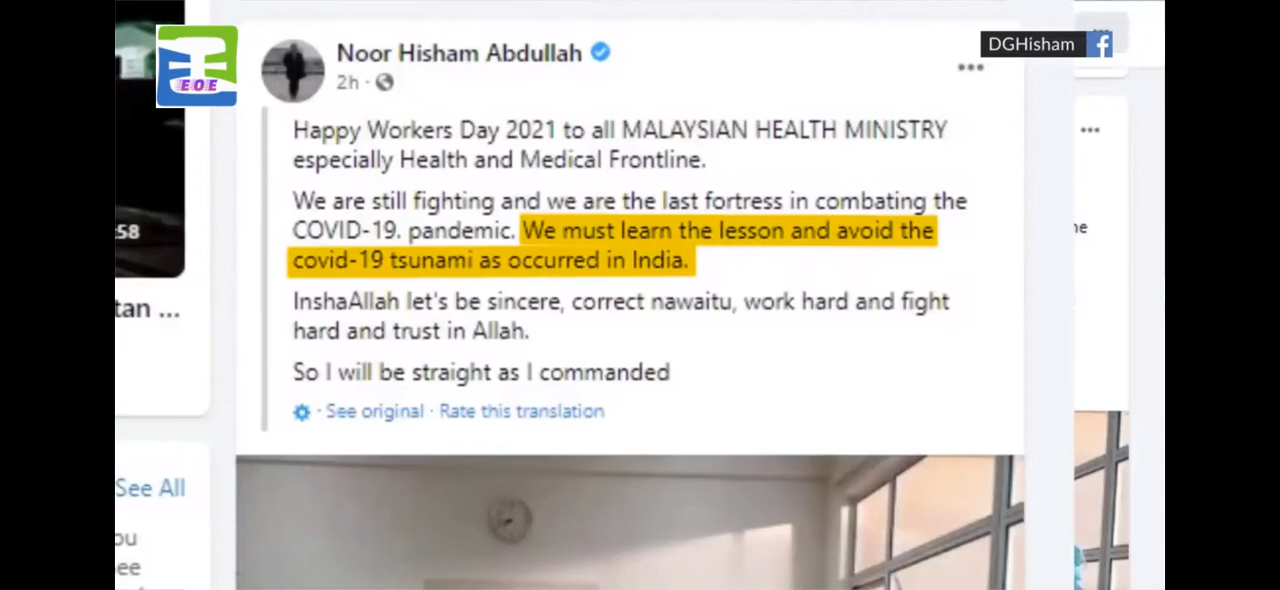 EOE
Noor Hisham Abdullah
DGHisham
2h
Happy Workers Day 2021 to all MALAYSIAN HEALTH MINISTRY
especially Health and Medical Frontline.
We are still fighting and we are the last fortress in combating the
COVID-19. pandemic. We must learn the lesson and avoid the
covid-19 tsunami as occurred in India.
InshaAllah let's be sincere, correct nawaitu, work hard and fight
hard and trust in Allah.
So I will be straight as I commanded
· See original · Rate this translation
:58
tan ...
See All